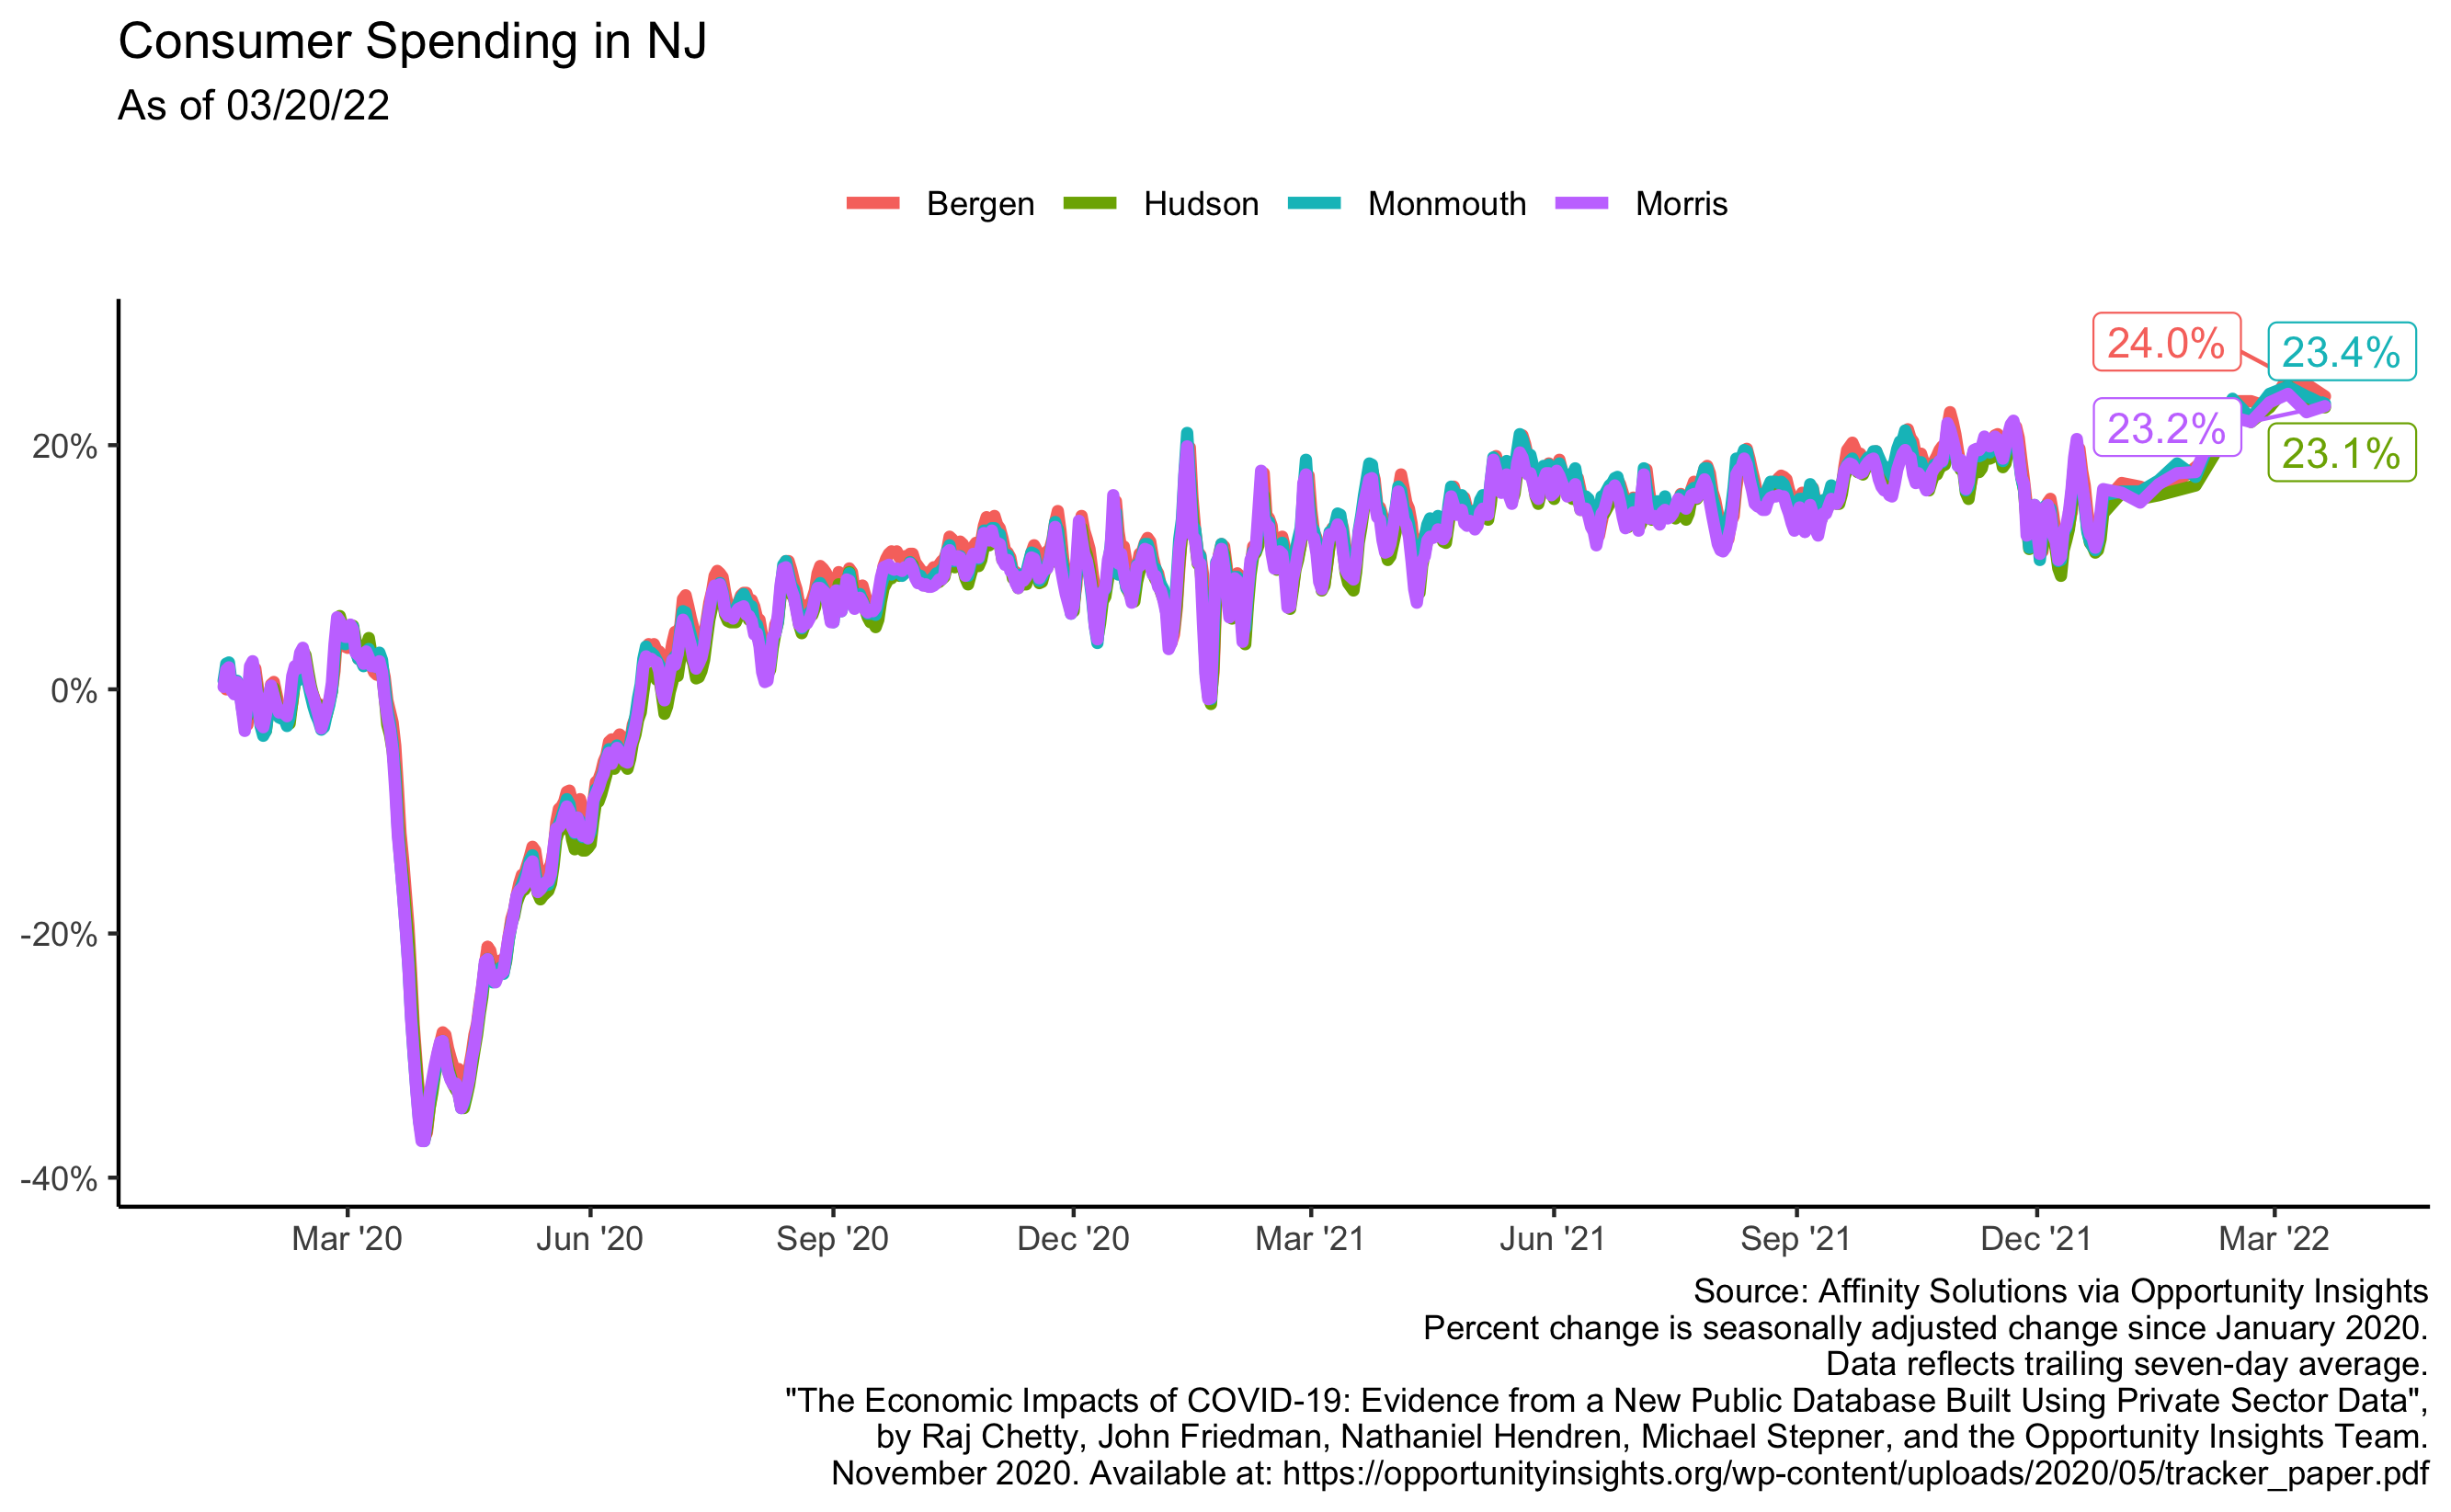 Consumer Spending in NJ
As of 03/20/22
Bergen Hudson Monmouth Morris
24.0%
23.4%
23.2%
23.1%
20%
0%
-20%
-40%
Mar '20 Jun '20 Sep '20 Dec '20 Mar '21 Jun '21 Sep '21 Dec '21 Mar '22
Source: Affinity Solutions via Opportunity Insights
Percent change is seasonally adjusted change since January 2020.
Data reflects trailing seven-day average.
"The Economic Impacts of COVID-19: Evidence from a New Public Database Built Using Private Sector Data",
by Raj Chetty, John Friedman, Nathaniel Hendren, Michael Stepner, and the Opportunity Insights Team.
November 2020. Available at: https://opportunityinsights.org/wp-content/uploads/2020/05/tracker_paper.pdf